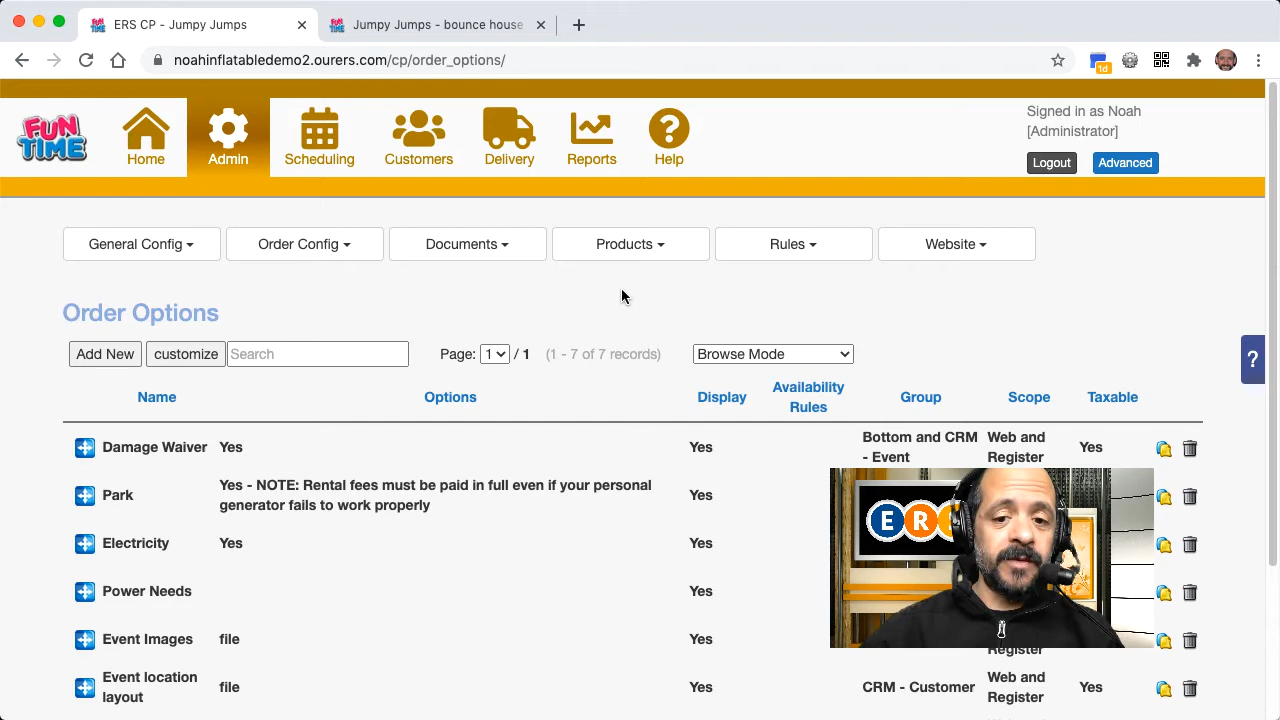 ERS CP - Jumpy Jumps
Jumpy Jumps - bounce house
noahinflatabledemo2.ourers.com/cp/order_options/
1d
FUN
TIME
Home
Admin
Scheduling
Customers
Delivery
Reports
Help
Signed in as Noah
[Administrator]
Logout
Advanced
General Config
Order Config
Documents
Products
Rules
Website
Order Options
Add New
customize
Search
Page: 1 / 1 (1 - 7 of 7 records)
Browse Mode
?
Name
Options
Display
Availability
Rules
Group
Scope
Taxable
Damage Waiver
Yes
Yes
Bottom and CRM
- Event
Web and
Register
Yes
Park
Yes - NOTE: Rental fees must be paid in full even if your personal
generator fails to work properly
Yes
Electricity
Yes
Yes
Power Needs
Yes
Event Images
file
Yes
Register
Event location
layout
file
Yes
CRM - Customer
Web and
Register
Yes
E R